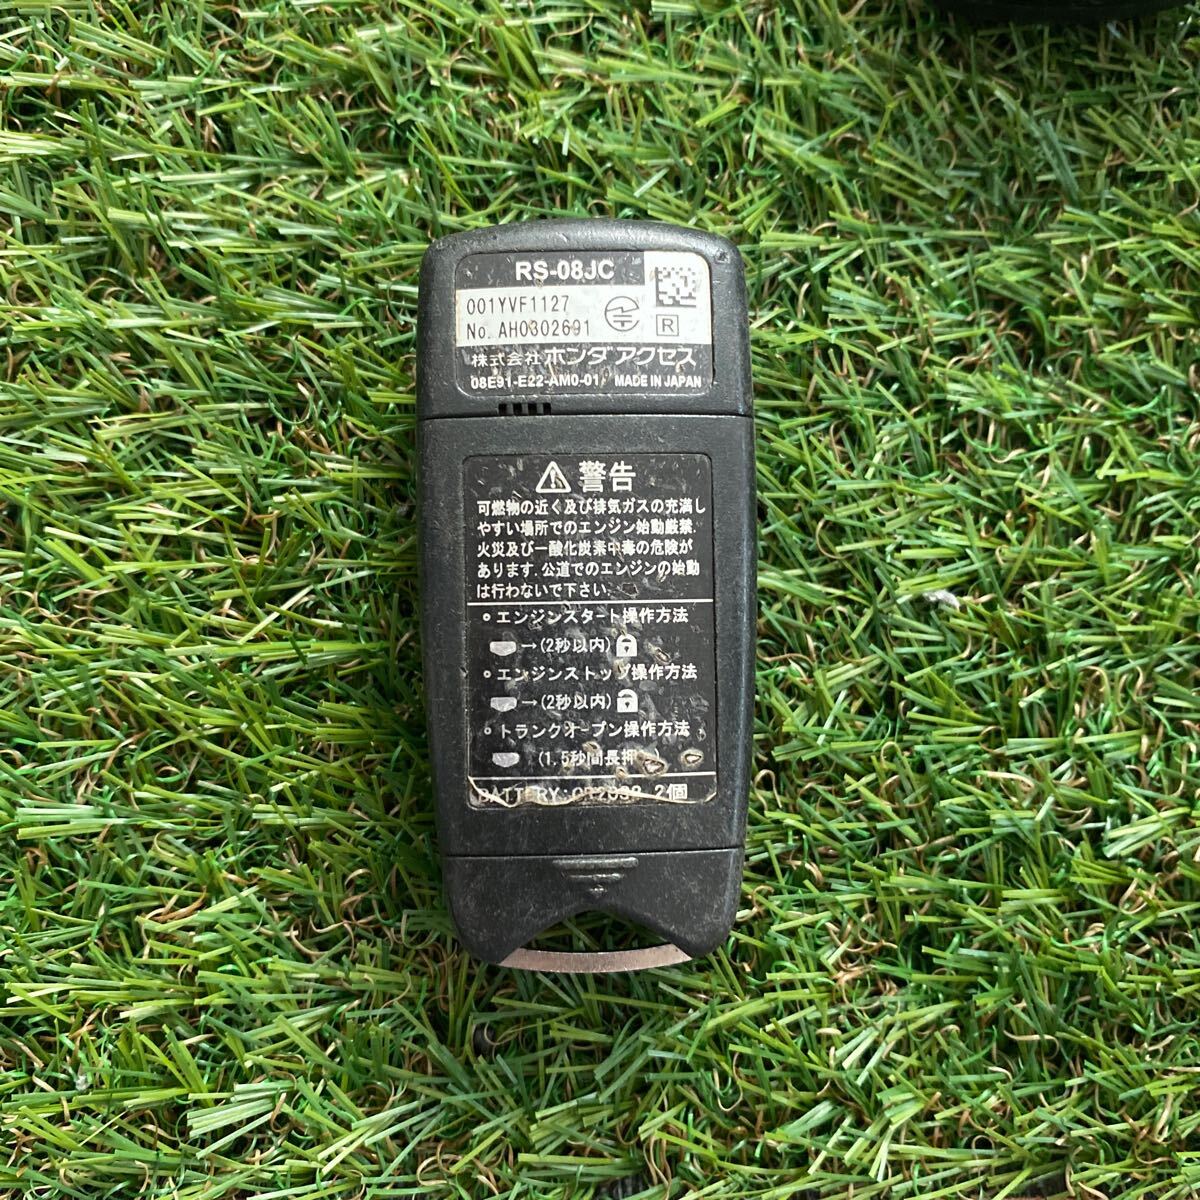 RS-08JC
001YVF1127
No. AH0302691
R
株式会社ホンダアクセス
08E91-E22-AM0-01 MADE IN JAPAN
警告
可燃物の近く及び排気ガスの充満し
やすい場所でのエンジン始動厳禁
火災及び一酸化炭素中毒の危険が
あります.公道でのエンジンの始動
は行わないで下さい.
エンジンスタート操作方法
→(2秒以内)
エンジンストップ操作方法
→(2秒以内)
トランクオープン操作方法
(1.5秒間長押
BATTERY: 2個